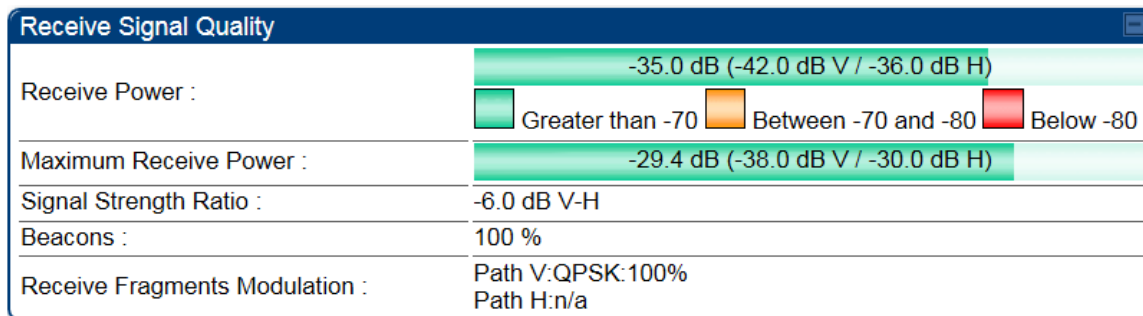 Receive Signal Quality
Receive Power :
-35.0 dB (-42.0 dB V / -36.0 dB H)
Greater than -70 Between -70 and -80 Below -80
Maximum Receive Power :
-29.4 dB (-38.0 dB V / -30.0 dB H)
Signal Strength Ratio :
-6.0 dB V-H
Beacons :
100 %
Receive Fragments Modulation :
Path V:QPSK:100%
Path H:n/a